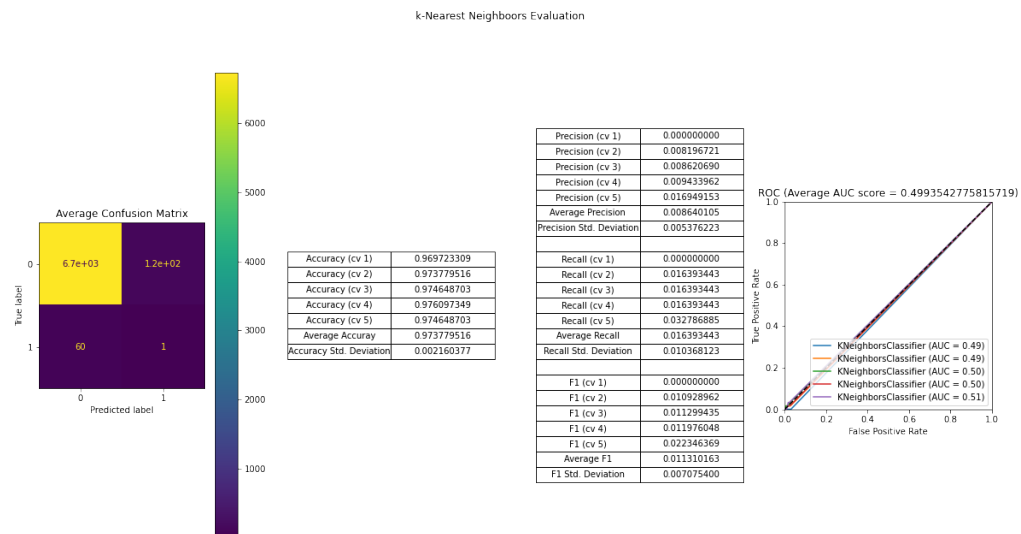 k-Nearest Neighboors Evaluation
Average Confusion Matrix
6.7e+03 1.2e+02
60 1
0
1
True label
0 1
Predicted label
6000
5000
4000
3000
2000
1000
Accuracy (cv 1) 0.969723309
Accuracy (cv 2) 0.973779516
Accuracy (cv 3) 0.974648703
Accuracy (cv 4) 0.976097349
Accuracy (cv 5) 0.974648703
Average Accuray 0.973779516
Accuracy Std. Deviation 0.002160377
Precision (cv 1) 0.000000000
Precision (cv 2) 0.008196721
Precision (cv 3) 0.008620690
Precision (cv 4) 0.009433962
Precision (cv 5) 0.016949153
Average Precision 0.008640105
Precision Std. Deviation 0.005376223
Recall (cv 1) 0.000000000
Recall (cv 2) 0.016393443
Recall (cv 3) 0.016393443
Recall (cv 4) 0.016393443
Recall (cv 5) 0.032786885
Average Recall 0.016393443
Recall Std. Deviation 0.010368123
F1 (cv 1) 0.000000000
F1 (cv 2) 0.010928962
F1 (cv 3) 0.011299435
F1 (cv 4) 0.011976048
F1 (cv 5) 0.022346369
Average F1 0.011310163
F1 Std. Deviation 0.007075400
ROC (Average AUC score = 0.4993542775815719)
1.0
0.8
0.6
0.4
0.2
0.0
True Positive Rate
KNeighborsClassifier (AUC = 0.49)
KNeighborsClassifier (AUC = 0.49)
KNeighborsClassifier (AUC = 0.50)
KNeighborsClassifier (AUC = 0.50)
KNeighborsClassifier (AUC = 0.51)
0.0 0.2 0.4 0.6 0.8 1.0
False Positive Rate